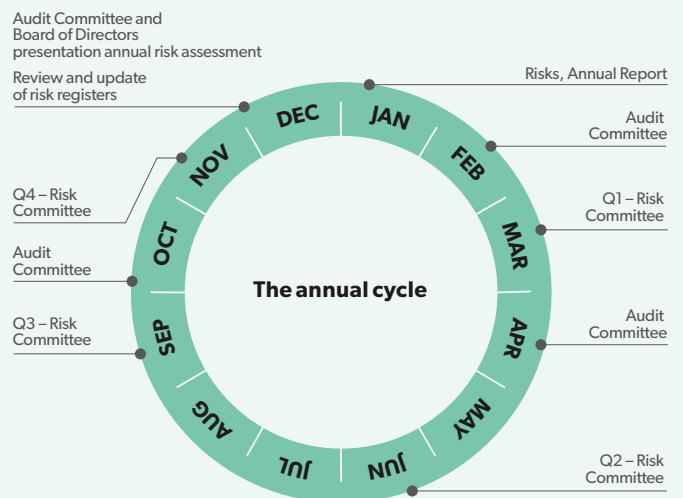 Audit Committee and
Board of Directors
presentation annual risk assessment
Review and update
of risk registers
Q4 – Risk
Committee
Audit
Committee
Q3 – Risk
Committee
Risks, Annual Report
Audit
Committee
Q1 – Risk
Committee
Audit
Committee
Q2 – Risk
Committee
JAN
FEB
MAR
APR
MAY
JUN
JUL
AUG
SEP
OCT
NOV
DEC
The annual cycle